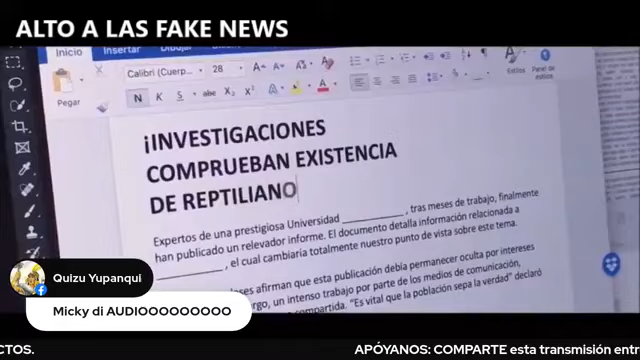 ALTO A LAS FAKE NEWS
Inicio
Insertar
Dibujar
Calibri (Cuerp...
28
Pegar
N K S abc X₂ X²
Estilos
Panel de
estilos
¡INVESTIGACIONES
COMPRUEBAN EXISTENCIA
DE REPTILIANO
Expertos de una prestigiosa Universidad ___________, tras meses de trabajo, finalmente
han publicado un relevador informe. El documento detalla información relacionada a
___________, el cual cambiaria totalmente nuestro punto de vista sobre este tema.
afirman que esta publicación debía permanecer oculta por intereses
un intenso trabajo por parte de los medios de comunicación,
compartida. "Es vital que la población sepa la verdad" declaró
Quizu Yupanqui
Micky di AUDIOOOOOOOOO
CTOS.
APÓYANOS: COMPARTE esta transmisión entr